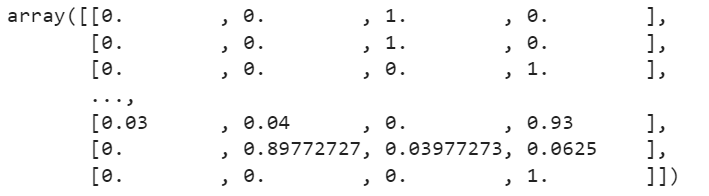 array([[0.        , 0.        , 1.        , 0.        ],
       [0.        , 0.        , 1.        , 0.        ],
       [0.        , 0.        , 0.        , 1.        ],
       ...,
       [0.03      , 0.04      , 0.        , 0.93      ],
       [0.        , 0.89772727, 0.03977273, 0.0625    ],
       [0.        , 0.        , 0.        , 1.        ]])